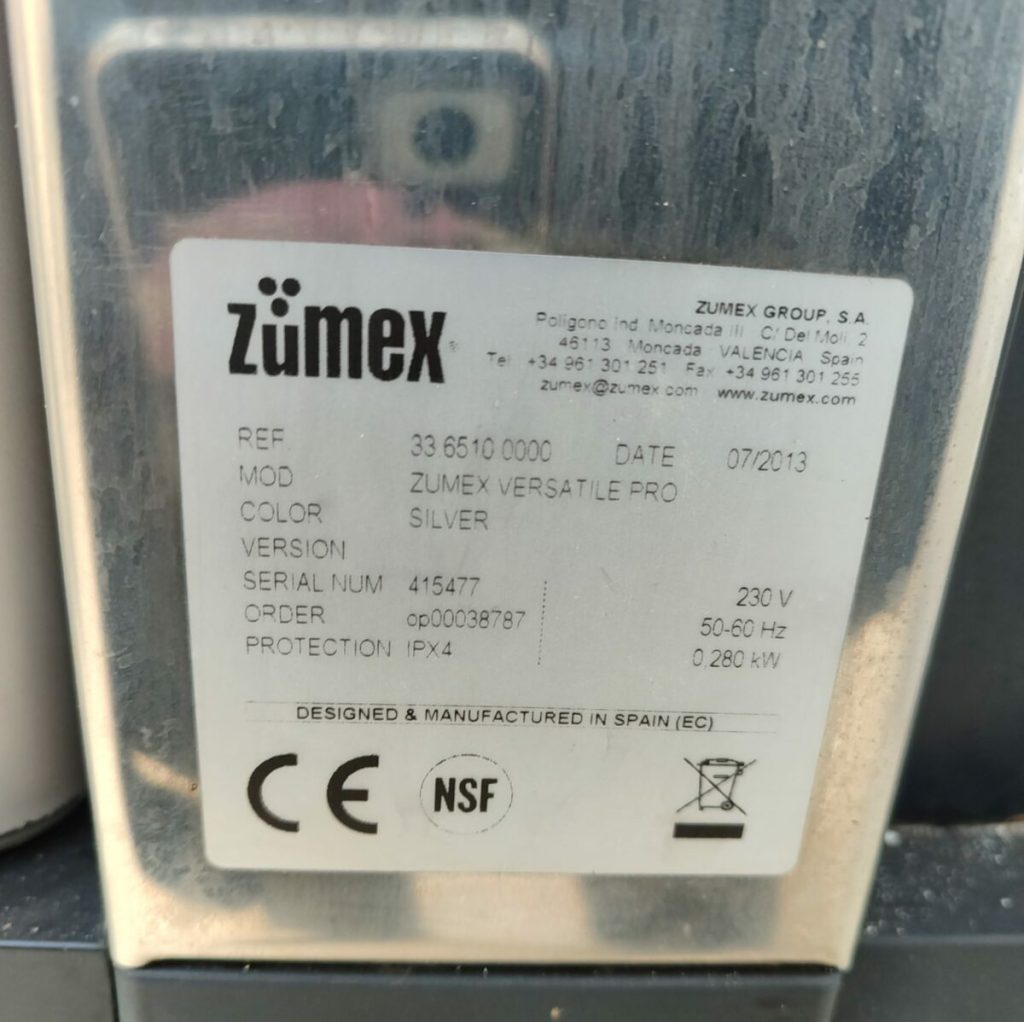 zümex®
ZUMEX GROUP, S.A.
Polígono Ind. Moncada III C/ Del Molí, 2
46113 Moncada VALENCIA Spain
Tel. +34 961 301 251 Fax +34 961 301 255
zumex@zumex.com www.zumex.com
REF. 33.6510.0000 DATE 07/2013
MOD ZUMEX VERSATILE PRO
COLOR SILVER
VERSION
SERIAL NUM 415477 230 V
ORDER op00038787 50-60 Hz
PROTECTION IPX4 0,280 kW
DESIGNED & MANUFACTURED IN SPAIN (EC)
CE NSF